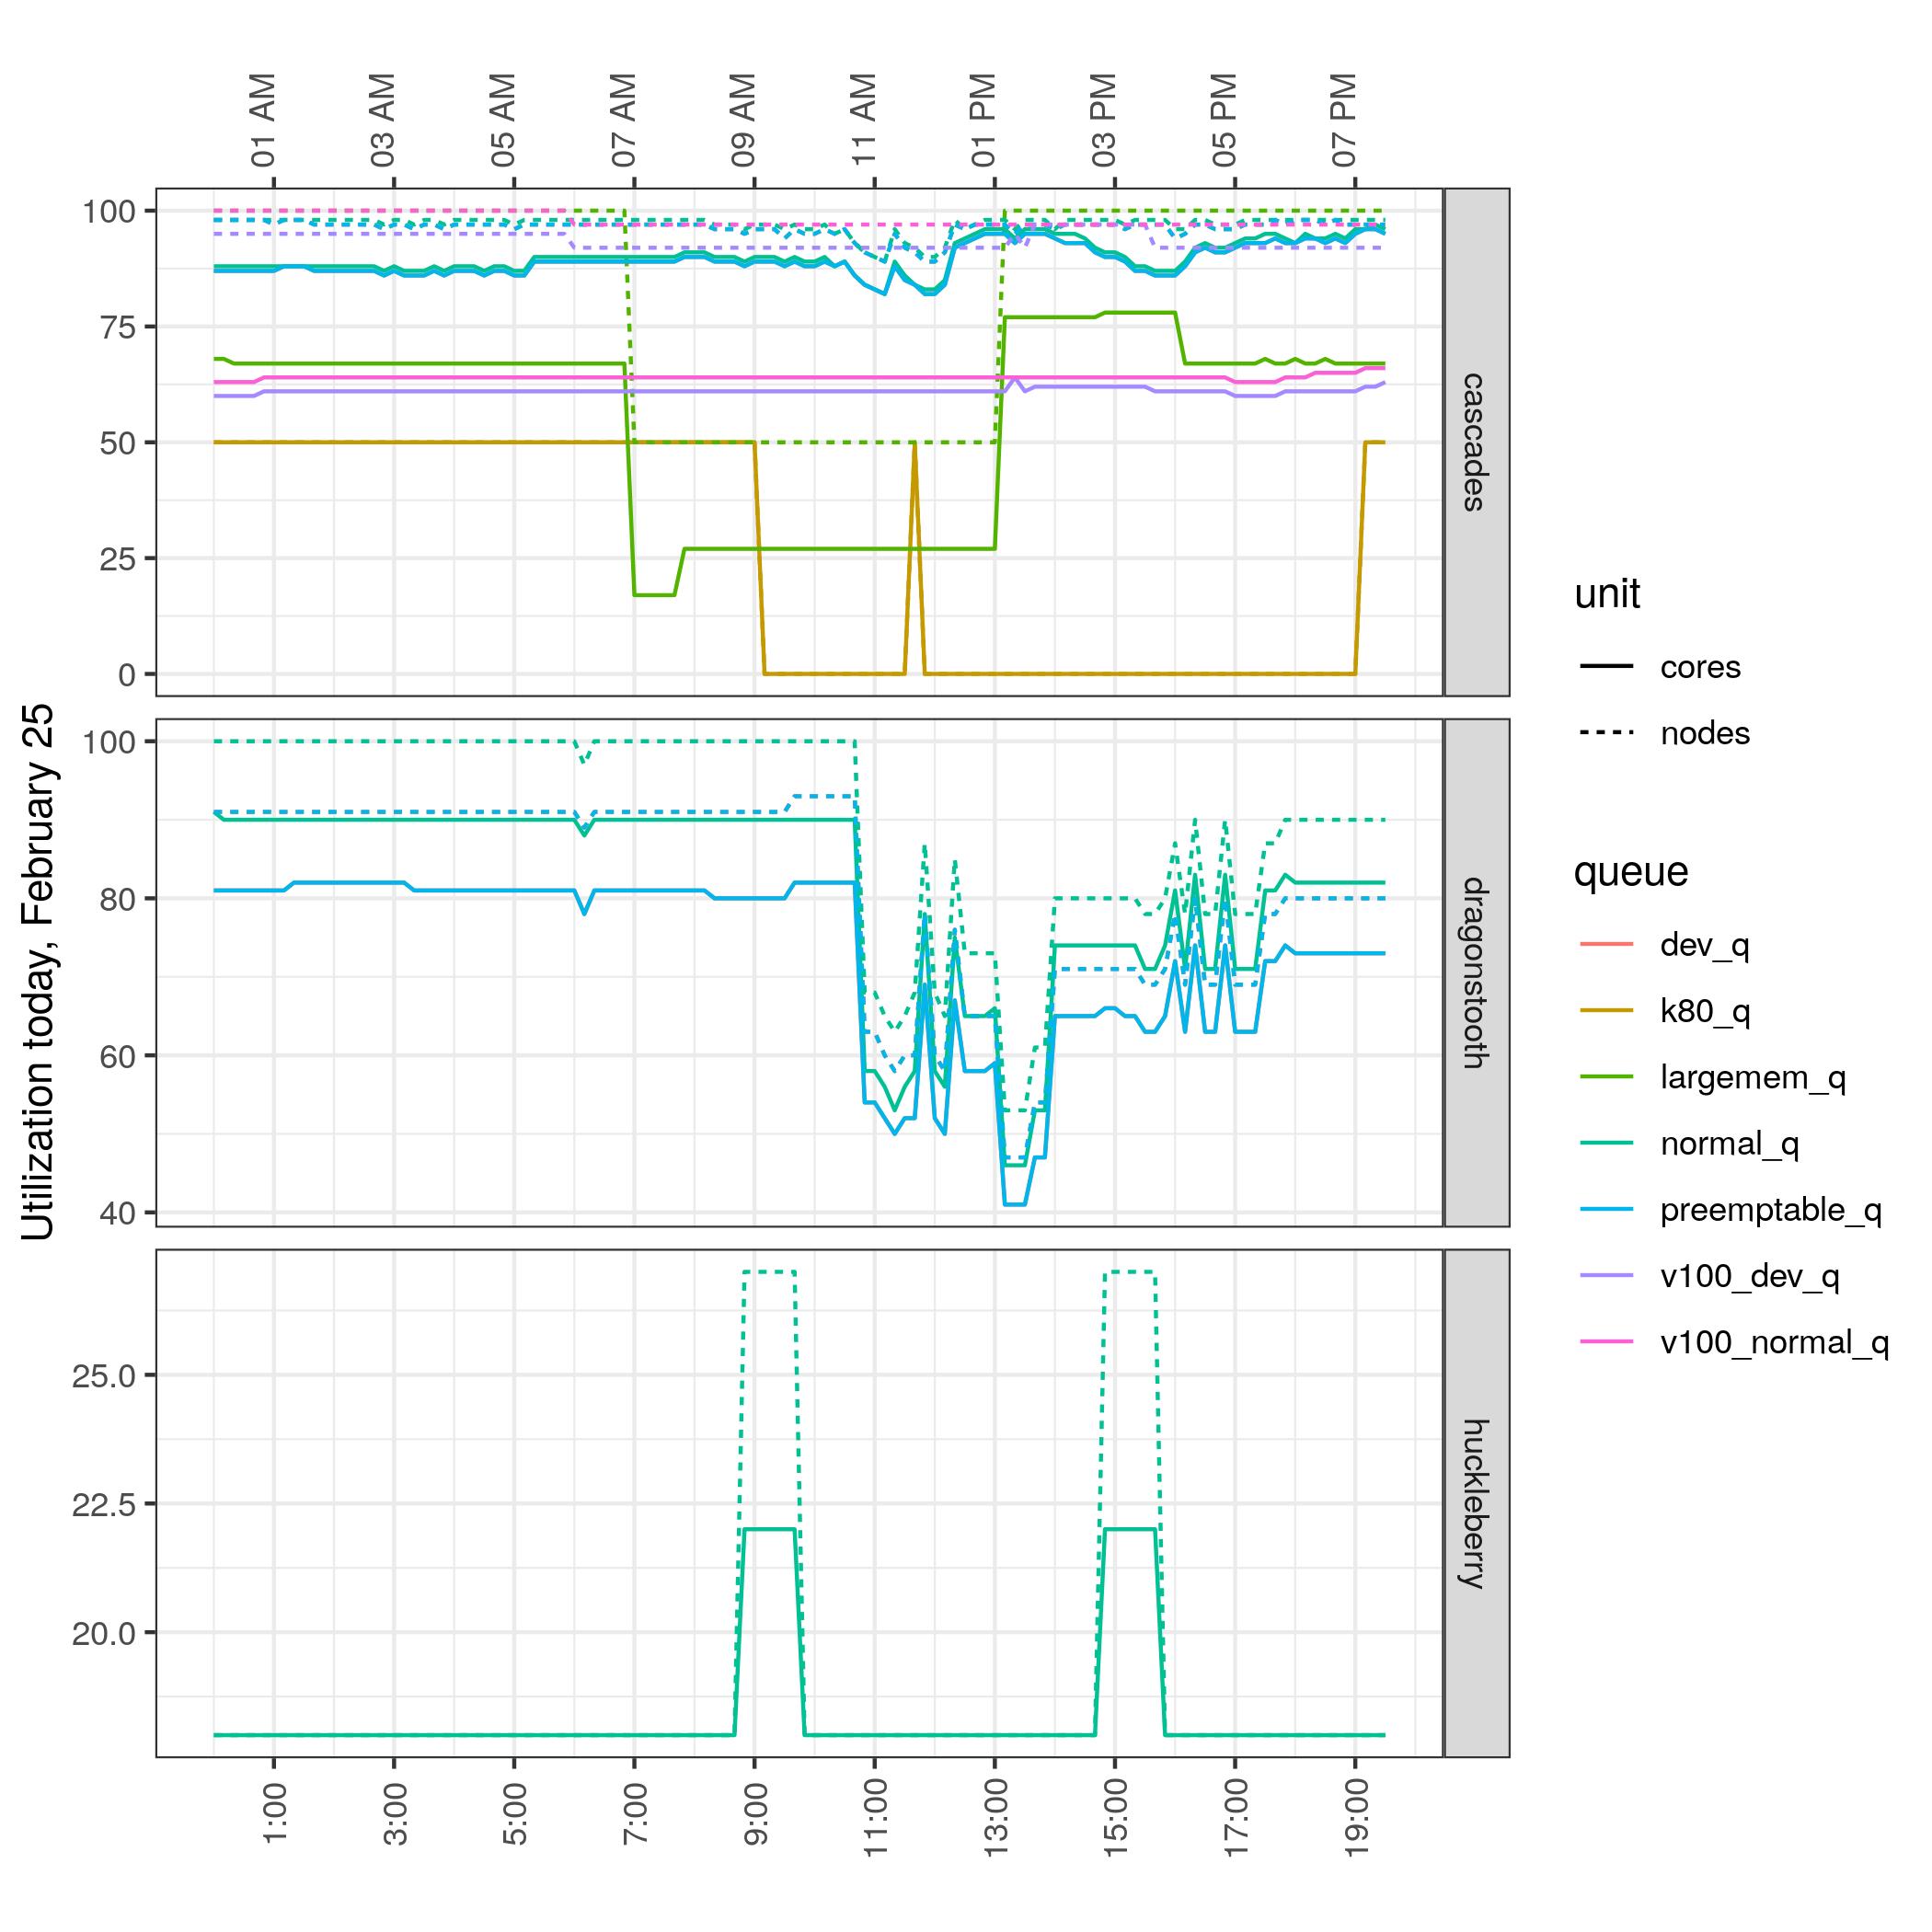 01 AM
03 AM
05 AM
07 AM
09 AM
11 AM
01 PM
03 PM
05 PM
07 PM
Utilization today, February 25
100
75
50
25
0
cascades
100
80
60
40
dragonstooth
25.0
22.5
20.0
huckleberry
1:00
3:00
5:00
7:00
9:00
11:00
13:00
15:00
17:00
19:00
unit
cores
nodes
queue
dev_q
k80_q
largemem_q
normal_q
preemptable_q
v100_dev_q
v100_normal_q